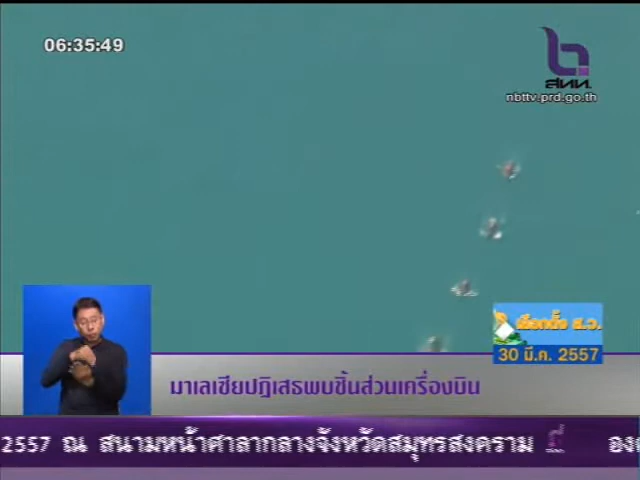 06:35:49
สทท.
nbttv.prd.go.th
เลือกตั้ง ส.ว.
30 มี.ค. 2557
มาเลเซียปฎิเสธพบชิ้นส่วนเครื่องบิน
2557 ณ สนามหน้าศาลากลางจังหวัดสมุทรสงคราม